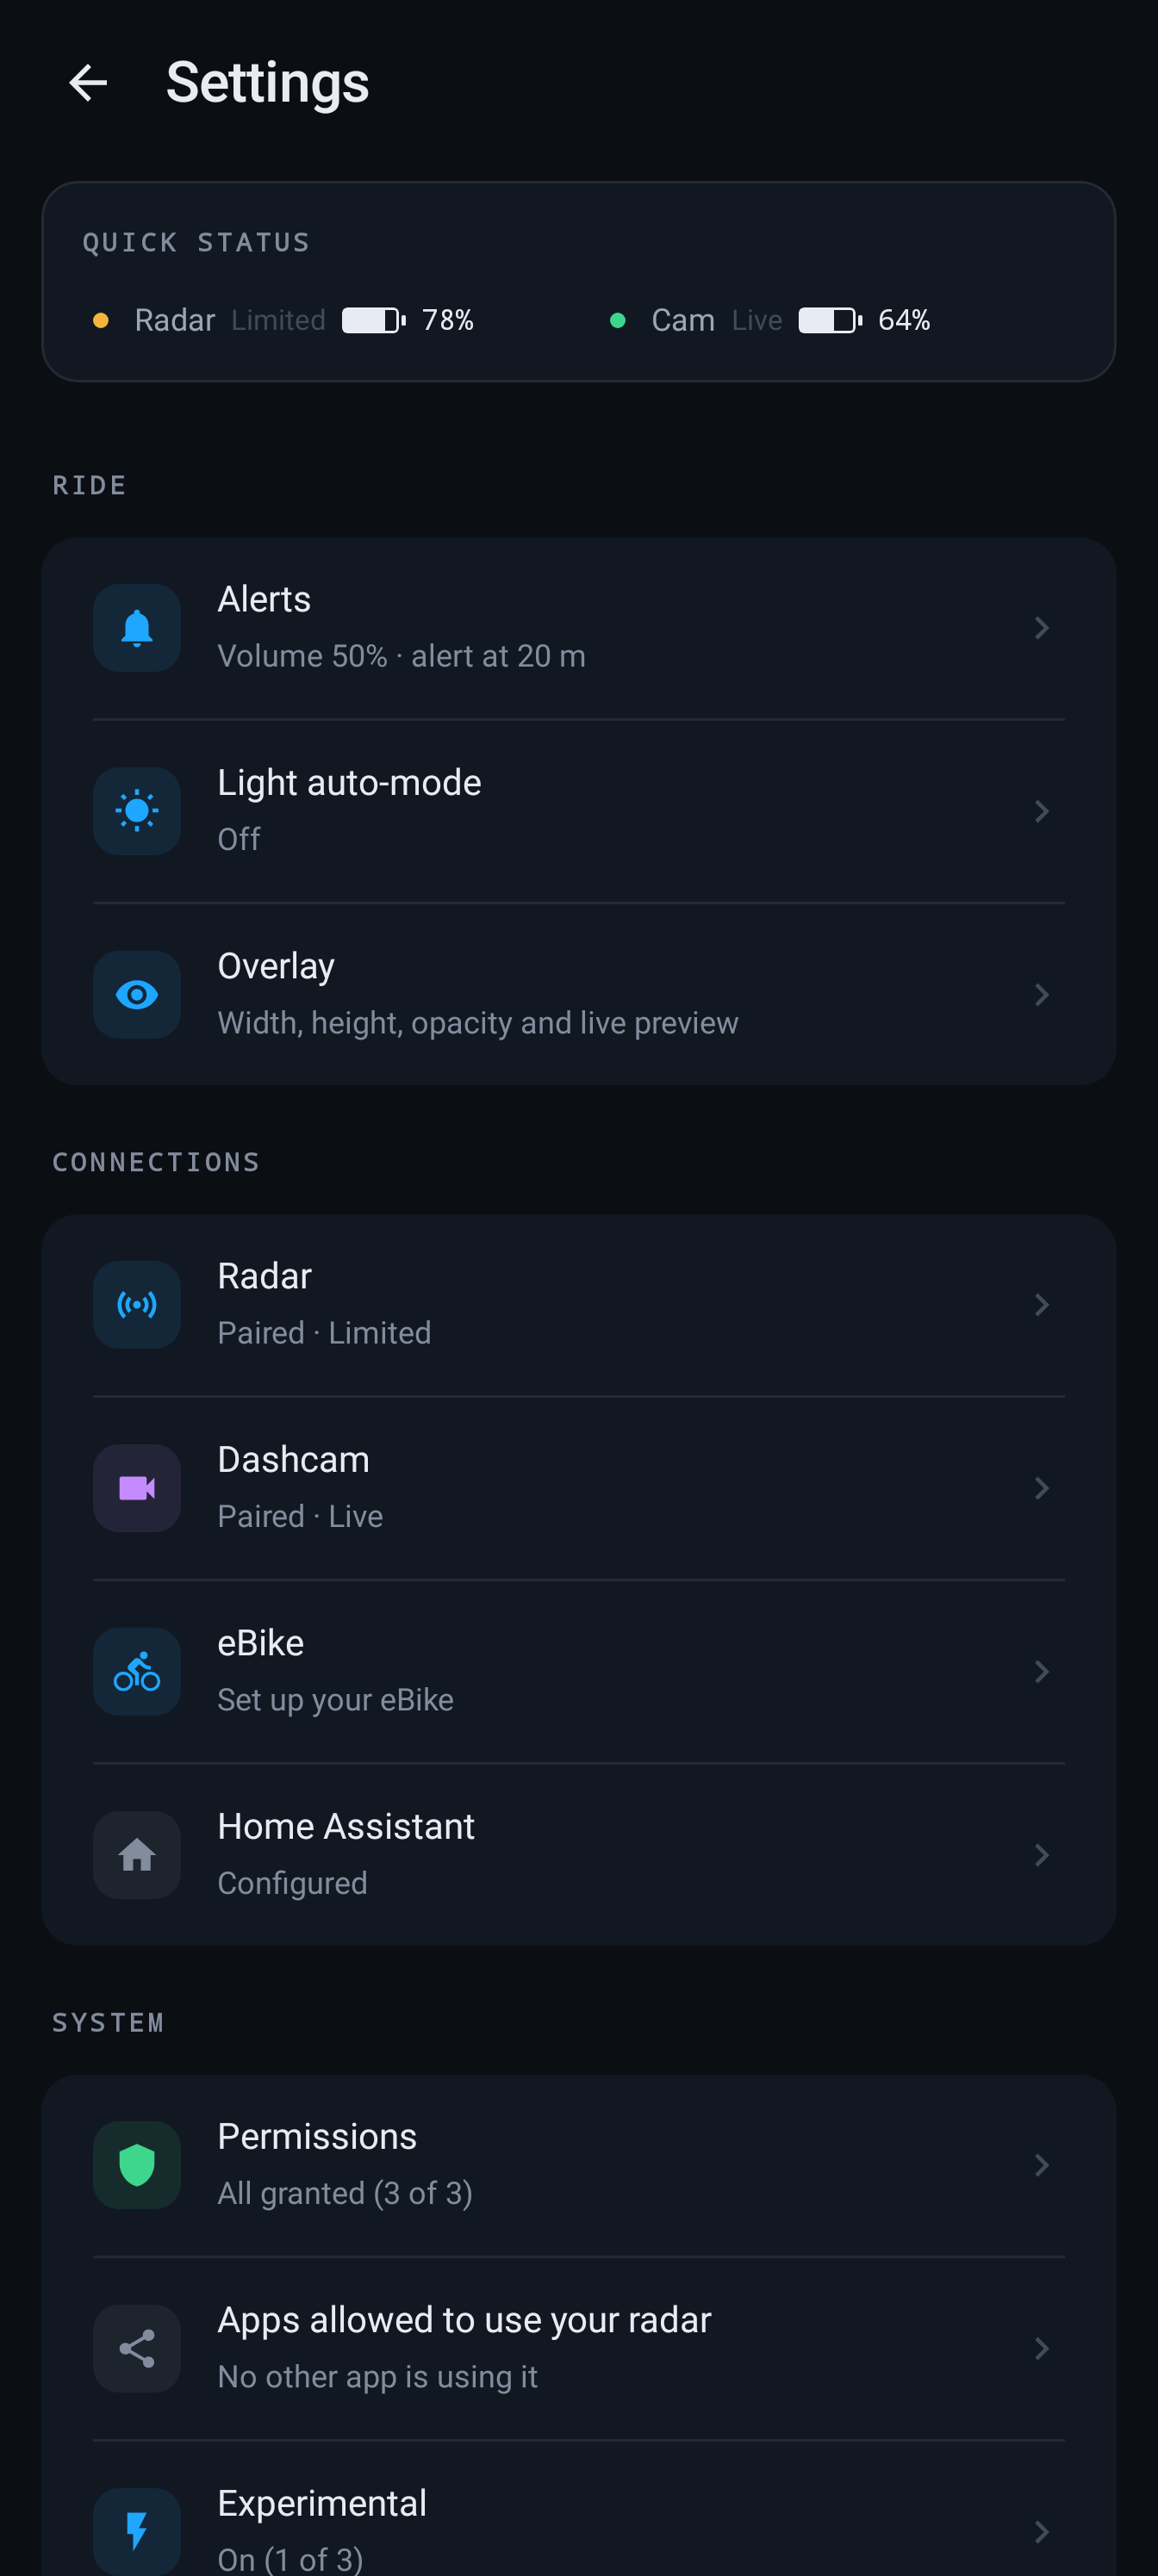 Settings
QUICK STATUS
Radar Limited 78% Cam Live 64%
RIDE
Alerts
Volume 50% · alert at 20 m
Light auto-mode
Off
Overlay
Width, height, opacity and live preview
CONNECTIONS
Radar
Paired · Limited
Dashcam
Paired · Live
eBike
Set up your eBike
Home Assistant
Configured
SYSTEM
Permissions
All granted (3 of 3)
Apps allowed to use your radar
No other app is using it
Experimental
On (1 of 3)